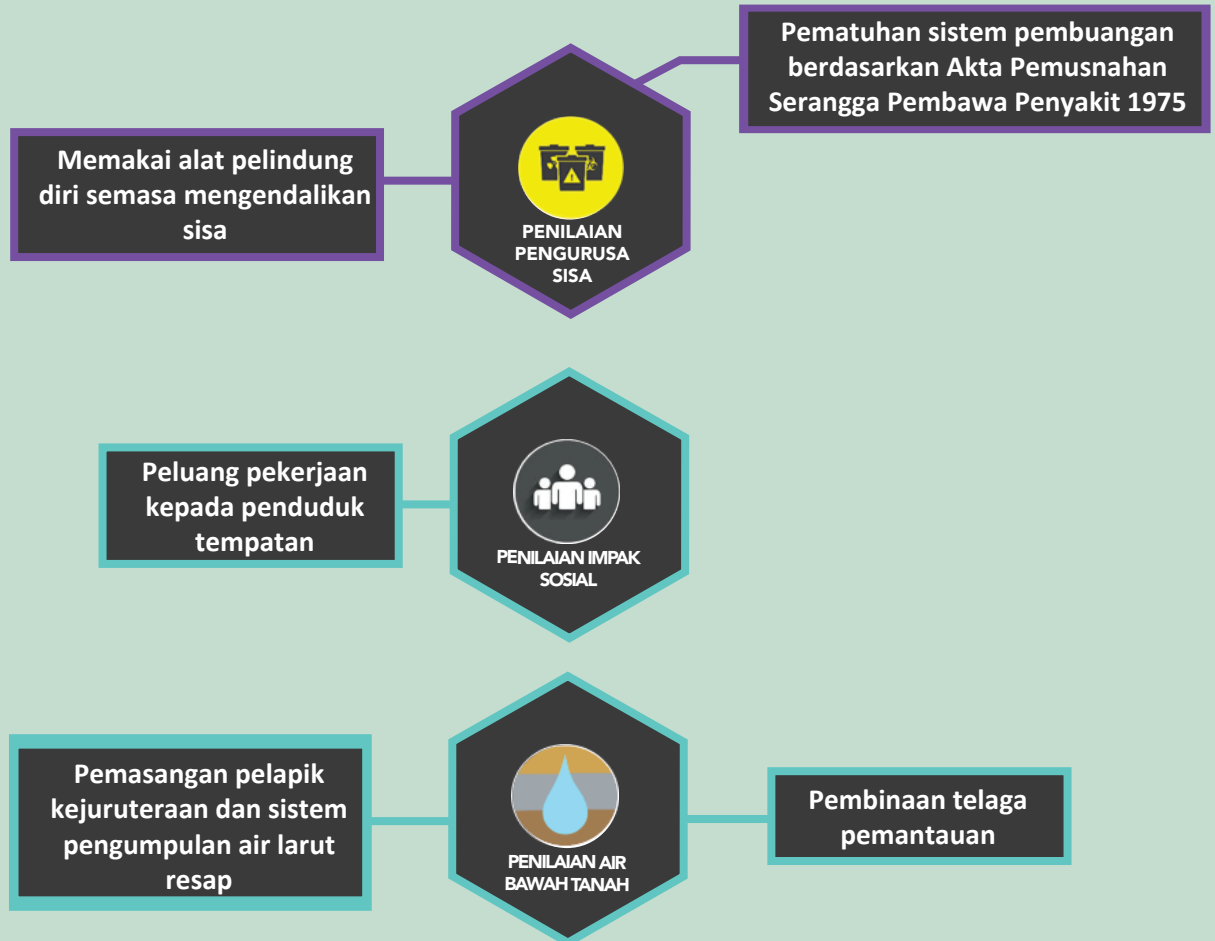 Pematuhan sistem pembuangan
berdasarkan Akta Pemusnahan
Serangga Pembawa Penyakit 1975
Memakai alat pelindung
diri semasa mengendalikan
sisa
PENILAIAN
PENGURUSA
SISA
Peluang pekerjaan
kepada penduduk
tempatan
PENILAIAN IMPAK
SOSIAL
Pemasangan pelapik
kejuruteraan dan sistem
pengumpulan air larut
resap
PENILAIAN AIR
BAWAH TANAH
Pembinaan telaga
pemantauan